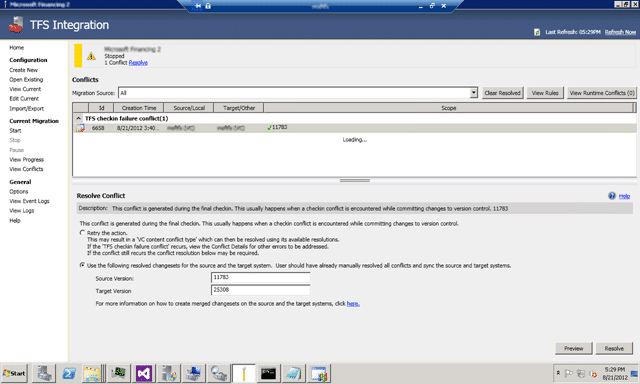 Microsoft Financing 2
TFS Integration
Last Refresh: 05:29PM Refresh Now
Home
Configuration
Create New
Open Existing
View Current
Edit Current
Import/Export
Current Migration
Start
Stop
Pause
View Progress
View Conflicts
General
Options
View Event Logs
View Logs
Help
Microsoft Financing 2
Stopped
1 Conflict Resolve
Conflicts
Migration Source: All
Clear Resolved
View Rules
View Runtime Conflicts (0)
Id Creation Time Source/Local Target/Other Scope
TFS checkin failure conflict(1)
6658 8/21/2012 3:40... 11783
Loading...
Resolve Conflict
Help
Description: This conflict is generated during the final checkin. This usually happens when a checkin conflict is encountered while committing changes to version control. 11783
This conflict is generated during the final checkin. This usually happens when a checkin conflict is encountered while committing changes to version control.
Retry the action.
This may result in a 'VC content conflict type' which can then be resolved using its available resolutions.
If the 'TFS checkin failure conflict' recurs, view the Conflict Details for other errors to be addressed.
If the conflict still recurs the conflict resolution below may be required.
Use the following resolved changesets for the source and the target system. User should have already manually resolved all conflicts and sync the source and target systems.
Source Version: 11783
Target Version 25308
For more information on how to create merged changesets on the source and the target systems, click here.
Preview
Resolve
Start
5:29 PM
8/21/2012